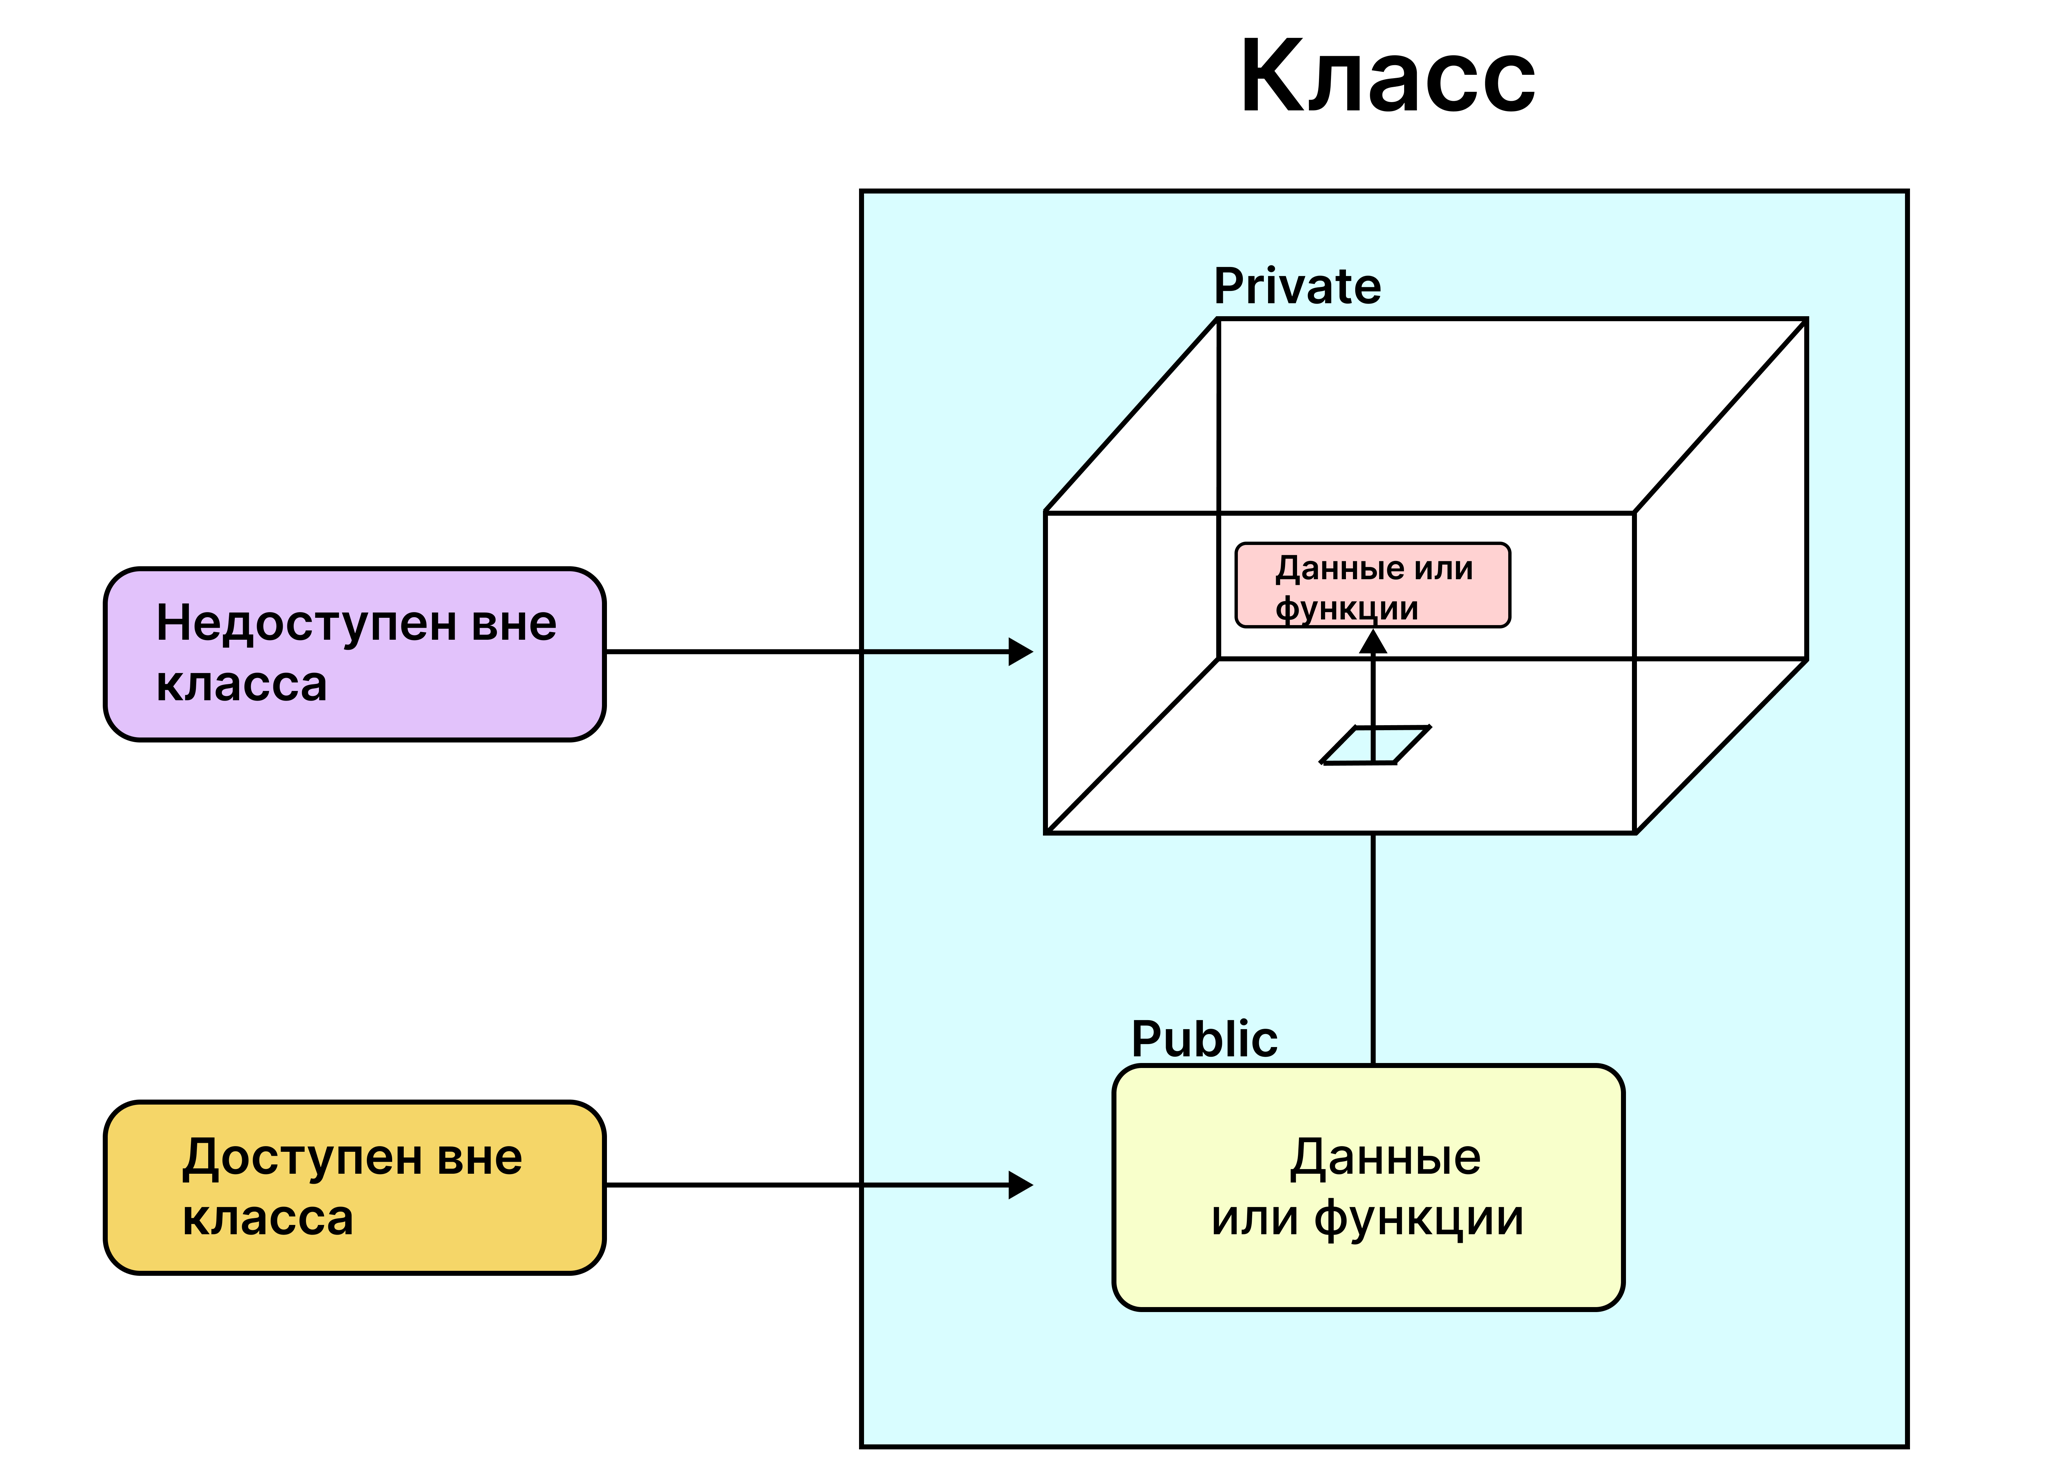 Класс
Private
Данные или
функции
Недоступен вне
класса
Public
Данные
или функции
Доступен вне
класса